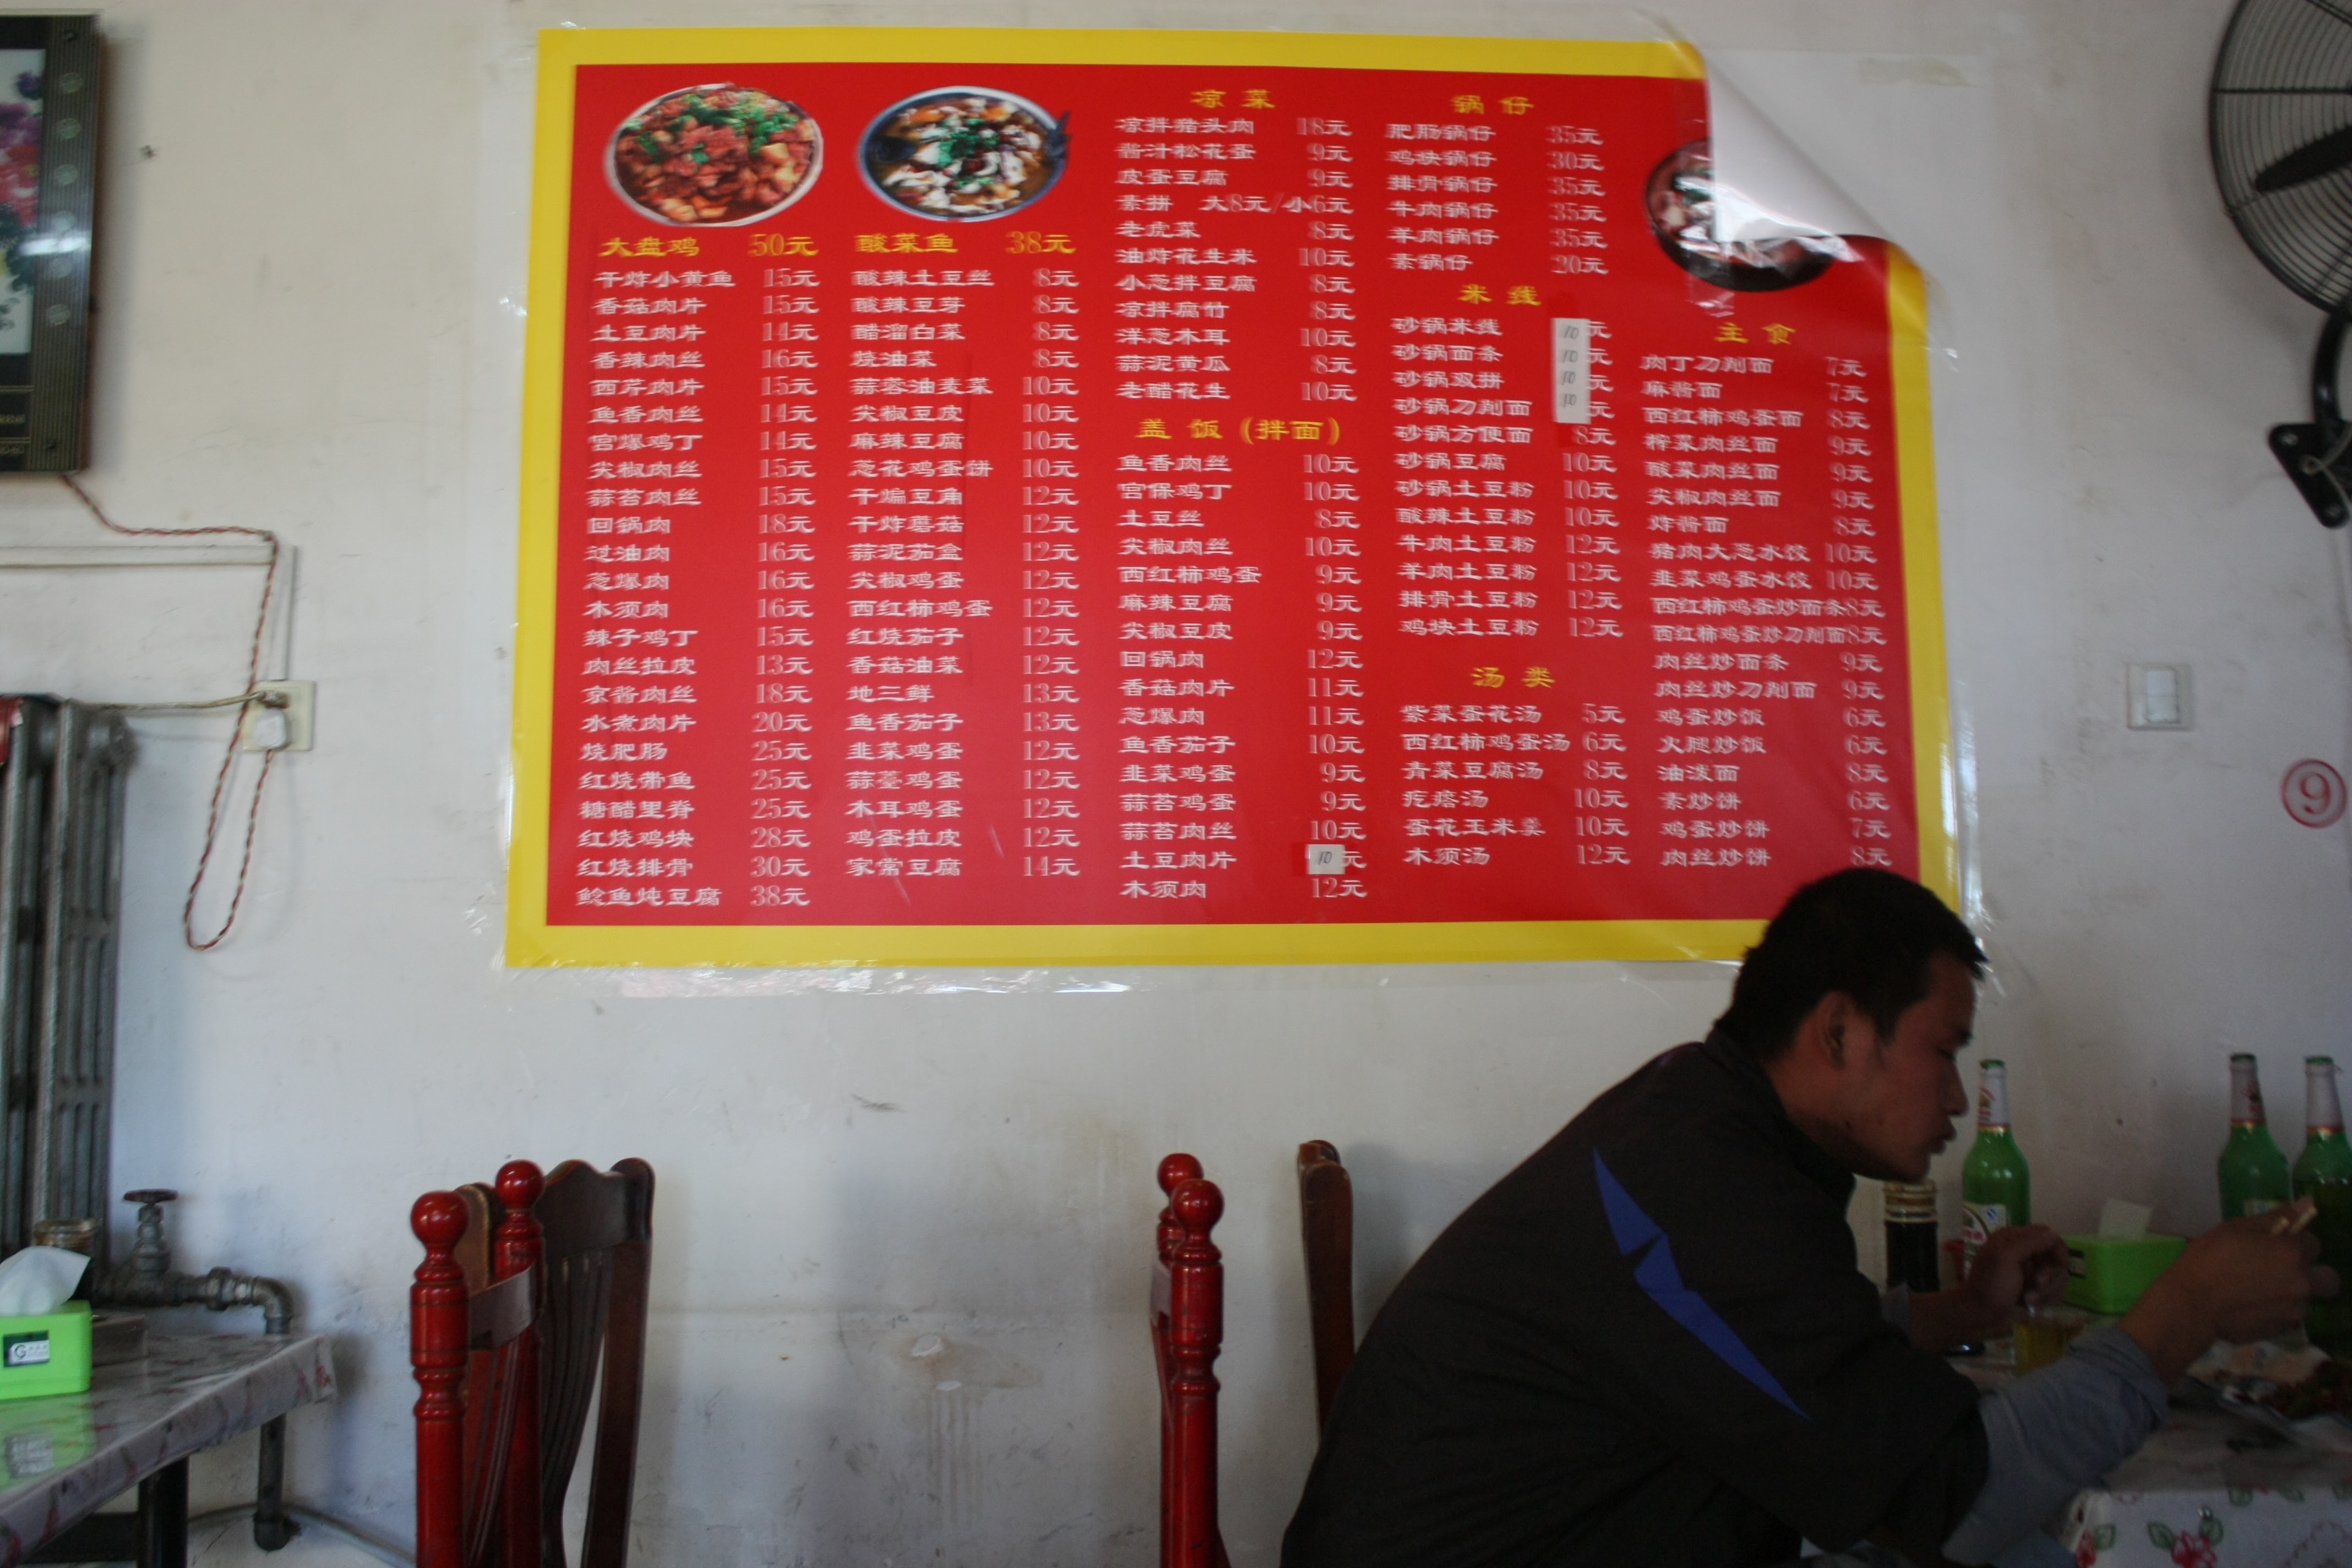 大盘鸡 50元
干炸小黄鱼 15元
香菇肉片 15元
土豆肉片 14元
香辣肉丝 16元
西芹肉片 15元
鱼香肉丝 14元
宫爆鸡丁 14元
尖椒肉丝 15元
蒜苔肉丝 15元
回锅肉 18元
过油肉 16元
葱爆肉 16元
木须肉 16元
辣子鸡丁 15元
肉丝拉皮 13元
京酱肉丝 18元
水煮肉片 20元
烧肥肠 25元
红烧带鱼 25元
糖醋里脊 25元
红烧鸡块 28元
红烧排骨 30元
鲶鱼炖豆腐 38元
酸菜鱼 38元
酸辣土豆丝 8元
酸辣豆芽 8元
醋溜白菜 8元
烧油菜 8元
蒜蓉油麦菜 10元
尖椒豆皮 10元
麻辣豆腐 10元
葱花鸡蛋饼 10元
干煸豆角 12元
干炸蘑菇 12元
蒜泥茄盒 12元
尖椒鸡蛋 12元
西红柿鸡蛋 12元
红烧茄子 12元
香菇油菜 12元
地三鲜 13元
鱼香茄子 13元
韭菜鸡蛋 12元
蒜薹鸡蛋 12元
木耳鸡蛋 12元
鸡蛋拉皮 12元
家常豆腐 14元
凉菜
凉拌猪头肉 18元
酱汁松花蛋 9元
皮蛋豆腐 9元
素拼 大8元/小6元
老虎菜 8元
油炸花生米 10元
小葱拌豆腐 8元
凉拌腐竹 8元
洋葱木耳 10元
蒜泥黄瓜 8元
老醋花生 10元
盖饭(拌面)
鱼香肉丝 10元
宫保鸡丁 10元
土豆丝 8元
尖椒肉丝 10元
西红柿鸡蛋 9元
麻辣豆腐 9元
尖椒豆皮 9元
回锅肉 12元
香菇肉片 11元
葱爆肉 11元
鱼香茄子 10元
韭菜鸡蛋 9元
蒜苔鸡蛋 9元
蒜苔肉丝 10元
土豆肉片 10元
木须肉 12元
锅仔
肥肠锅仔 35元
鸡块锅仔 30元
排骨锅仔 35元
牛肉锅仔 35元
羊肉锅仔 35元
素锅仔 20元
米线
砂锅米线 10元
砂锅面条 10元
砂锅双拼 10元
砂锅刀削面 10元
砂锅方便面 8元
砂锅豆腐 10元
砂锅土豆粉 10元
酸辣土豆粉 10元
牛肉土豆粉 12元
羊肉土豆粉 12元
排骨土豆粉 12元
鸡块土豆粉 12元
汤类
紫菜蛋花汤 5元
西红柿鸡蛋汤 6元
青菜豆腐汤 8元
疙瘩汤 10元
蛋花玉米羹 10元
木须汤 12元
主食
肉丁刀削面 7元
麻酱面 7元
西红柿鸡蛋面 8元
榨菜肉丝面 9元
酸菜肉丝面 9元
尖椒肉丝面 9元
炸酱面 8元
猪肉大葱水饺 10元
韭菜鸡蛋水饺 10元
西红柿鸡蛋炒面条8元
西红柿鸡蛋炒刀削面8元
肉丝炒面条 9元
肉丝炒刀削面 9元
鸡蛋炒饭 6元
火腿炒饭 6元
油泼面 8元
素炒饼 6元
鸡蛋炒饼 7元
肉丝炒饼 8元
9